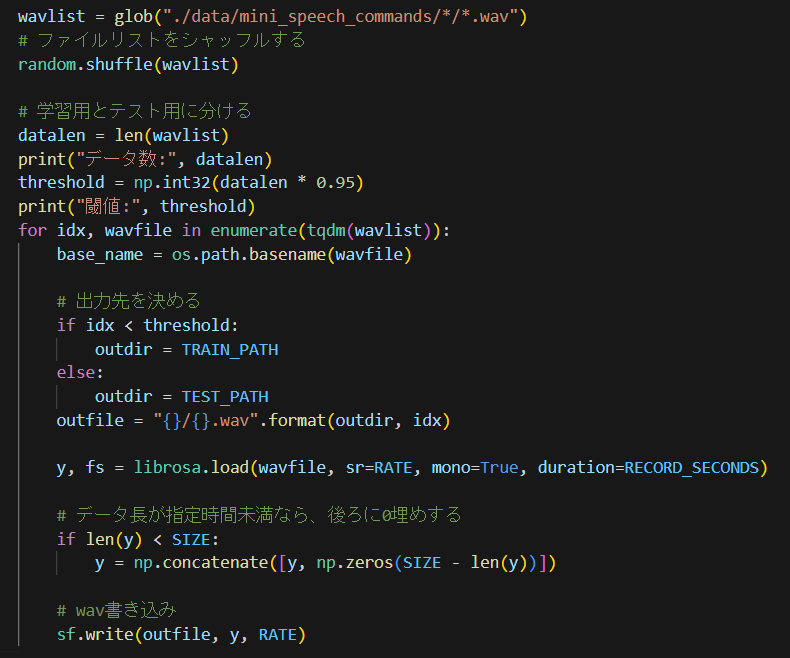 wavlist = glob("./data/mini_speech_commands/*/*.wav")
# ファイルリストをシャッフルする
random.shuffle(wavlist)
# 学習用とテスト用に分ける
datalen = len(wavlist)
print("データ数:", datalen)
threshold = np.int32(datalen * 0.95)
print("閾値:", threshold)
for idx, wavfile in enumerate(tqdm(wavlist)):
    base_name = os.path.basename(wavfile)
    # 出力先を決める
    if idx < threshold:
        outdir = TRAIN_PATH
    else:
        outdir = TEST_PATH
    outfile = "{}/{}.wav".format(outdir, idx)
    y, fs = librosa.load(wavfile, sr=RATE, mono=True, duration=RECORD_SECONDS)
    # データ長が指定時間未満なら、後ろに0埋めする
    if len(y) < SIZE:
        y = np.concatenate([y, np.zeros(SIZE - len(y))])
    # wav書き込み
    sf.write(outfile, y, RATE)